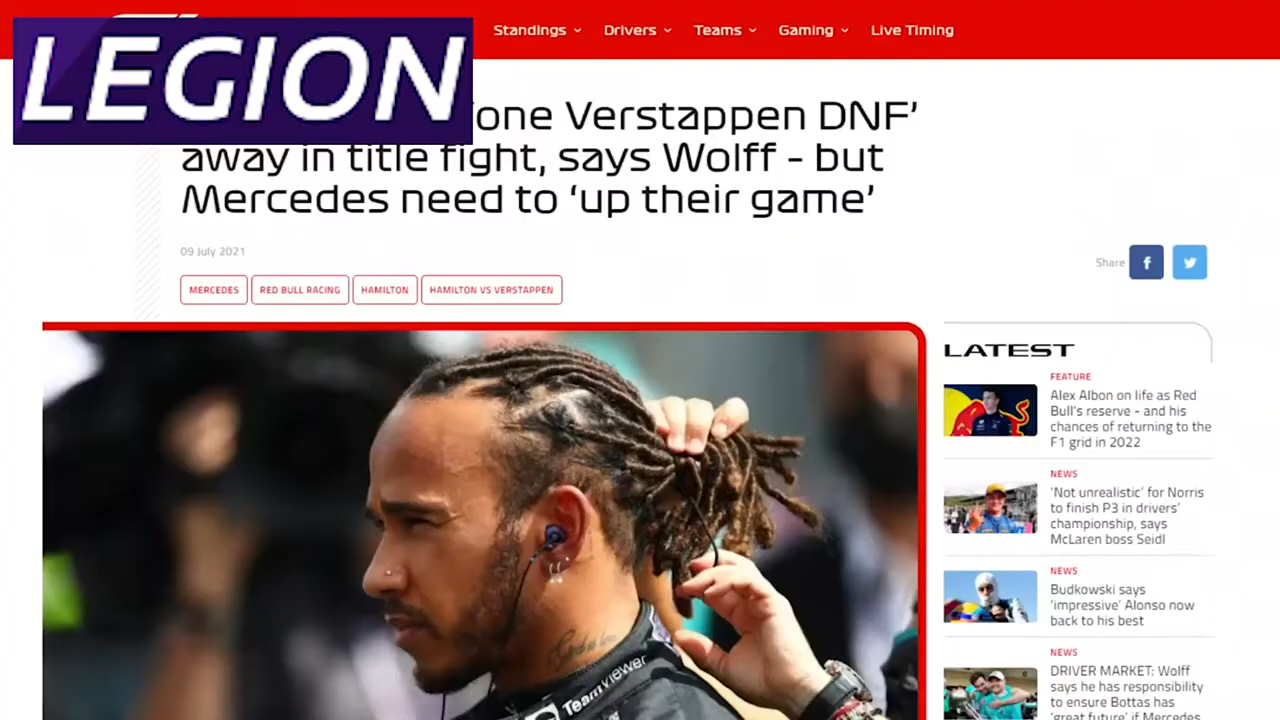 Standings Drivers Teams Gaming Live Timing
LEGION
one Verstappen DNF’
away in title fight, says Wolff - but
Mercedes need to ‘up their game’
09 July 2021
Share
MERCEDES RED BULL RACING HAMILTON HAMILTON VS VERSTAPPEN
LATEST
FEATURE
Alex Albon on life as Red
Bull's reserve - and his
chances of returning to the
F1 grid in 2022
NEWS
‘Not unrealistic’ for Norris
to finish P3 in drivers’
championship, says
McLaren boss Seidl
NEWS
Budkowski says
‘impressive’ Alonso now
back to his best
NEWS
DRIVER MARKET: Wolff
says he has responsibility
to ensure Bottas has
‘great future’ if Mercedes
TeamViewer